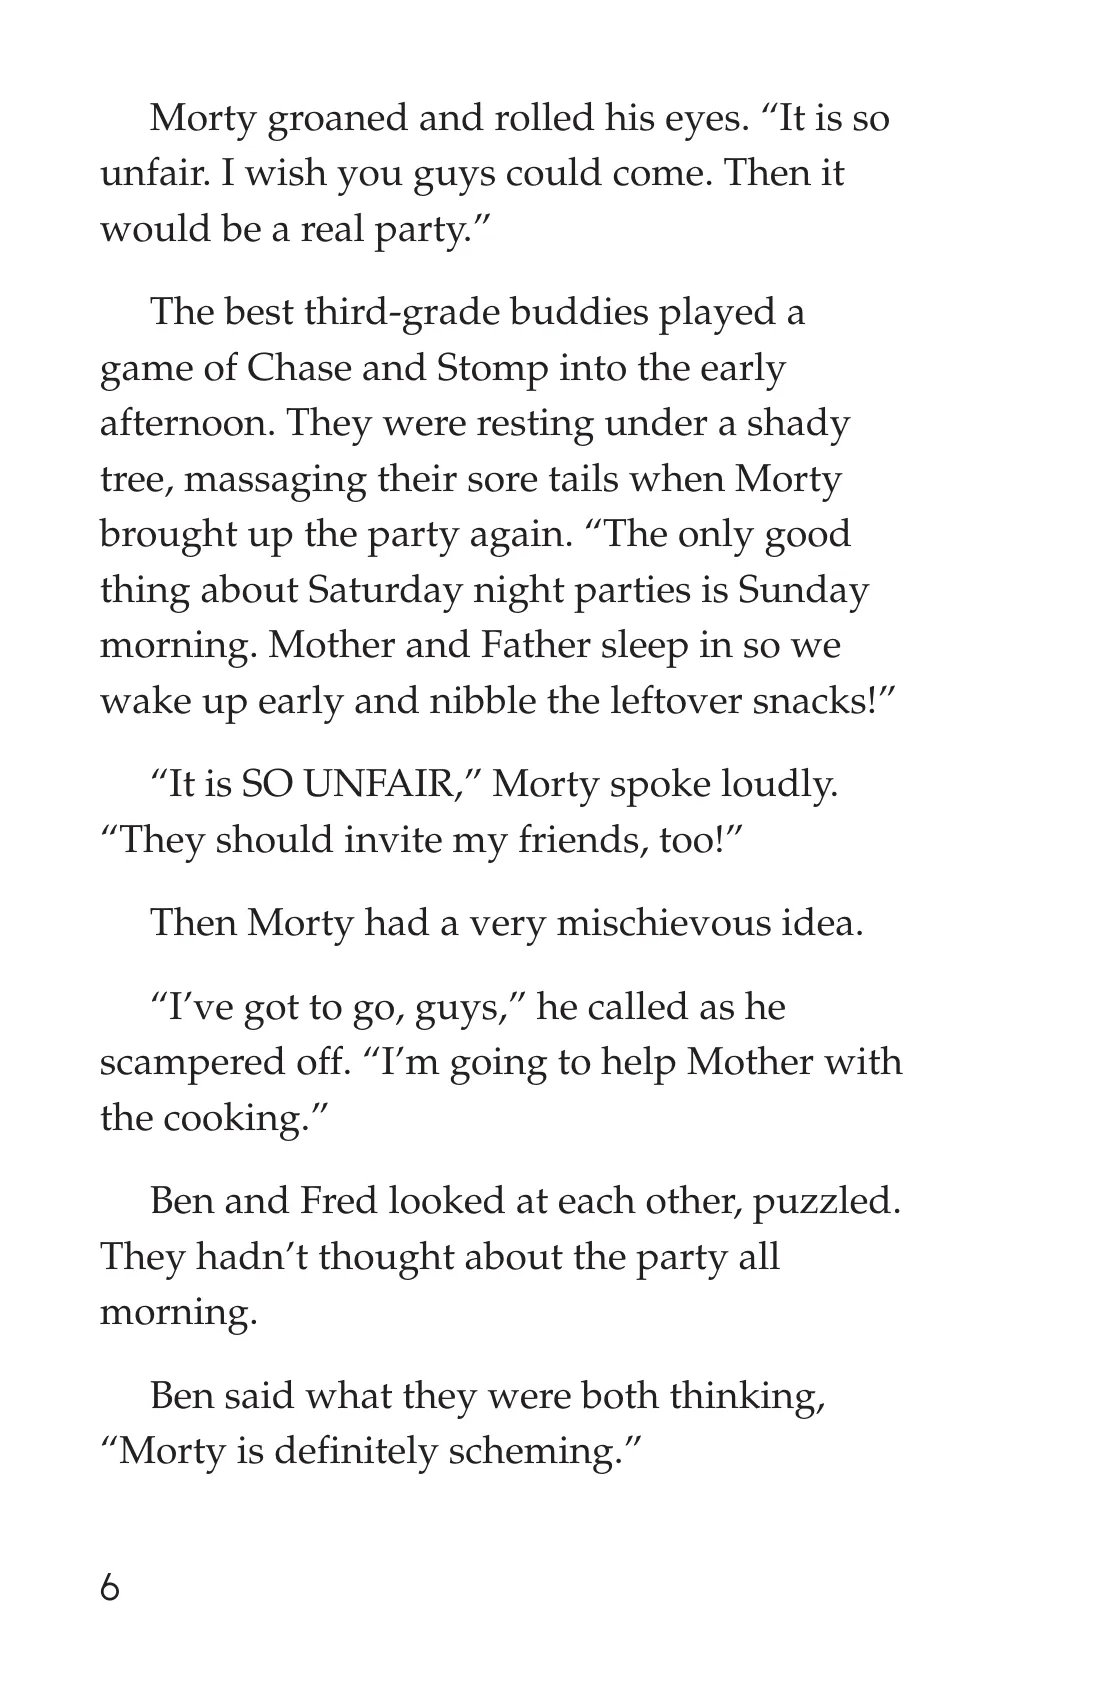 Morty groaned and rolled his eyes. “It is so
unfair. I wish you guys could come. Then it
would be a real party.”
The best third-grade buddies played a
game of Chase and Stomp into the early
afternoon. They were resting under a shady
tree, massaging their sore tails when Morty
brought up the party again. “The only good
thing about Saturday night parties is Sunday
morning. Mother and Father sleep in so we
wake up early and nibble the leftover snacks!”
“It is SO UNFAIR,” Morty spoke loudly.
“They should invite my friends, too!”
Then Morty had a very mischievous idea.
“I’ve got to go, guys,” he called as he
scampered off. “I’m going to help Mother with
the cooking.”
Ben and Fred looked at each other, puzzled.
They hadn’t thought about the party all
morning.
Ben said what they were both thinking,
“Morty is definitely scheming.”
6